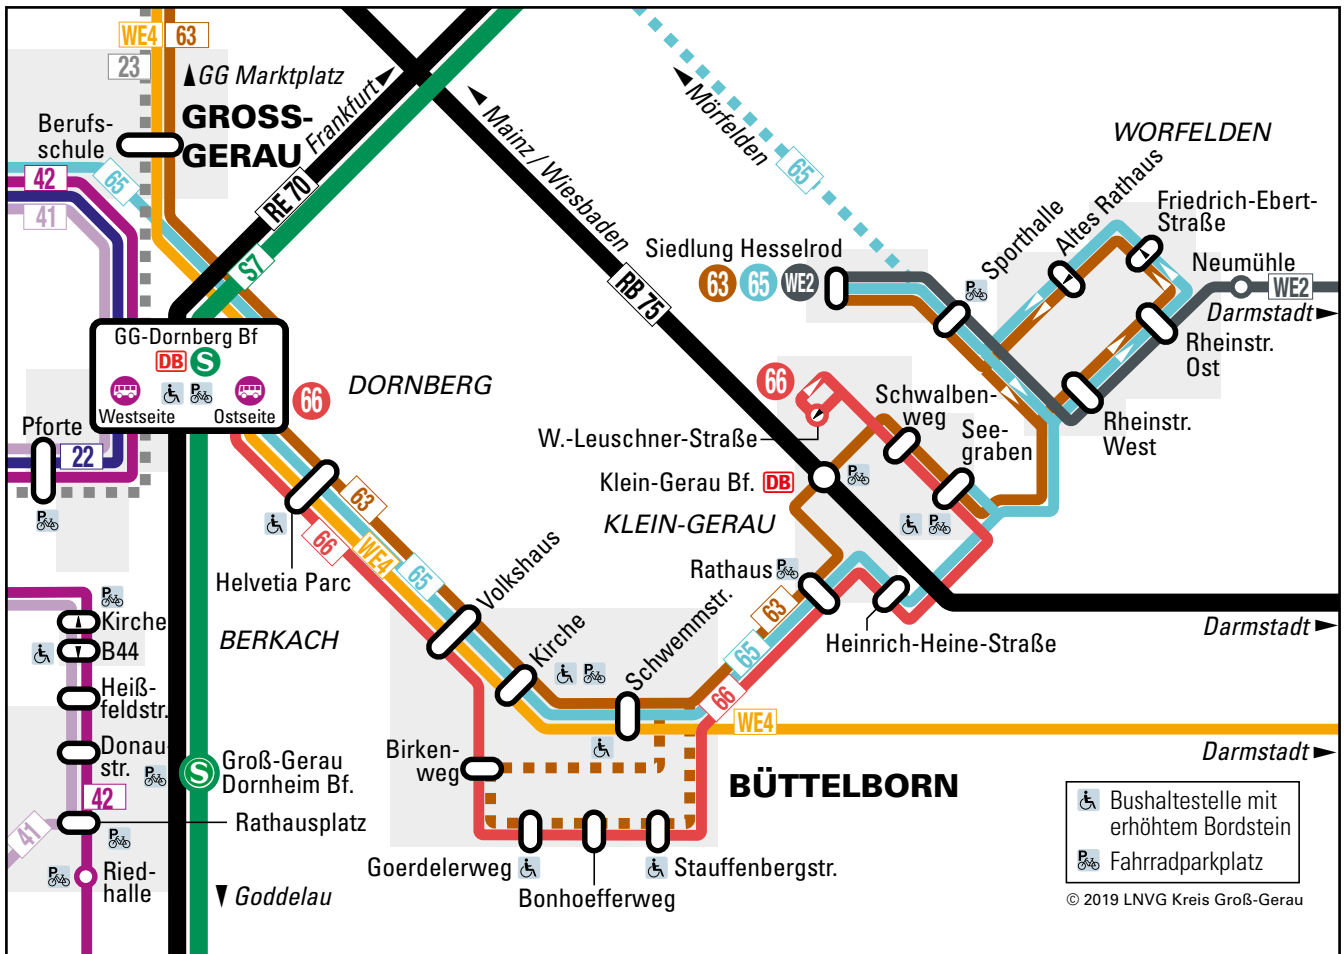 WE4
63
23
GG Marktplatz
GROSS-
GERAU
Berufs-
schule
42
65
41
Frankfurt
RE 70
S7
Mainz / Wiesbaden
RB 75
Mörfelden
65
WORFELDEN
Siedlung Hesselrod
63
65
WE2
Sporthalle
Altes Rathaus
Friedrich-Ebert-
Straße
Neumühle
WE2
Darmstadt
Rheinstr.
Ost
Rheinstr.
West
GG-Dornberg Bf
DB
S
Westseite
Ostseite
66
DORNBERG
Pforte
22
66
W.-Leuschner-Straße
Schwalben-
weg
See-
graben
Klein-Gerau Bf.
DB
KLEIN-GERAU
63
66
WE4
65
Helvetia Parc
Volkshaus
Rathaus
Kirche
Schwemmstr.
63
65
66
Heinrich-Heine-Straße
Darmstadt
BERKACH
Kirche
B44
Heiß-
feldstr.
Donau-
str.
42
41
Rathausplatz
Ried-
halle
S
Groß-Gerau
Dornheim Bf.
Goddelau
Birken-
weg
WE4
Darmstadt
BÜTTELBORN
Goerdelerweg
Bonhoefferweg
Stauffenbergstr.
Bushaltestelle mit
erhöhtem Bordstein
P
Fahrradparkplatz
© 2019 LNVG Kreis Groß-Gerau